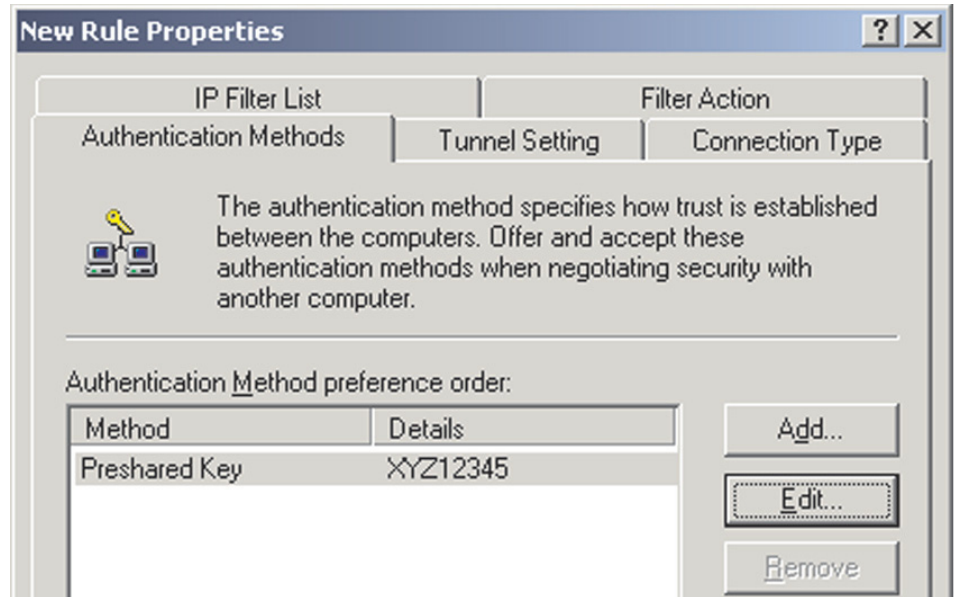 New Rule Properties
IP Filter List Filter Action
Authentication Methods Tunnel Setting Connection Type
The authentication method specifies how trust is established
between the computers. Offer and accept these
authentication methods when negotiating security with
another computer.
Authentication Method preference order:
Method Details
Add...
Preshared Key XYZ12345
Edit...
Remove